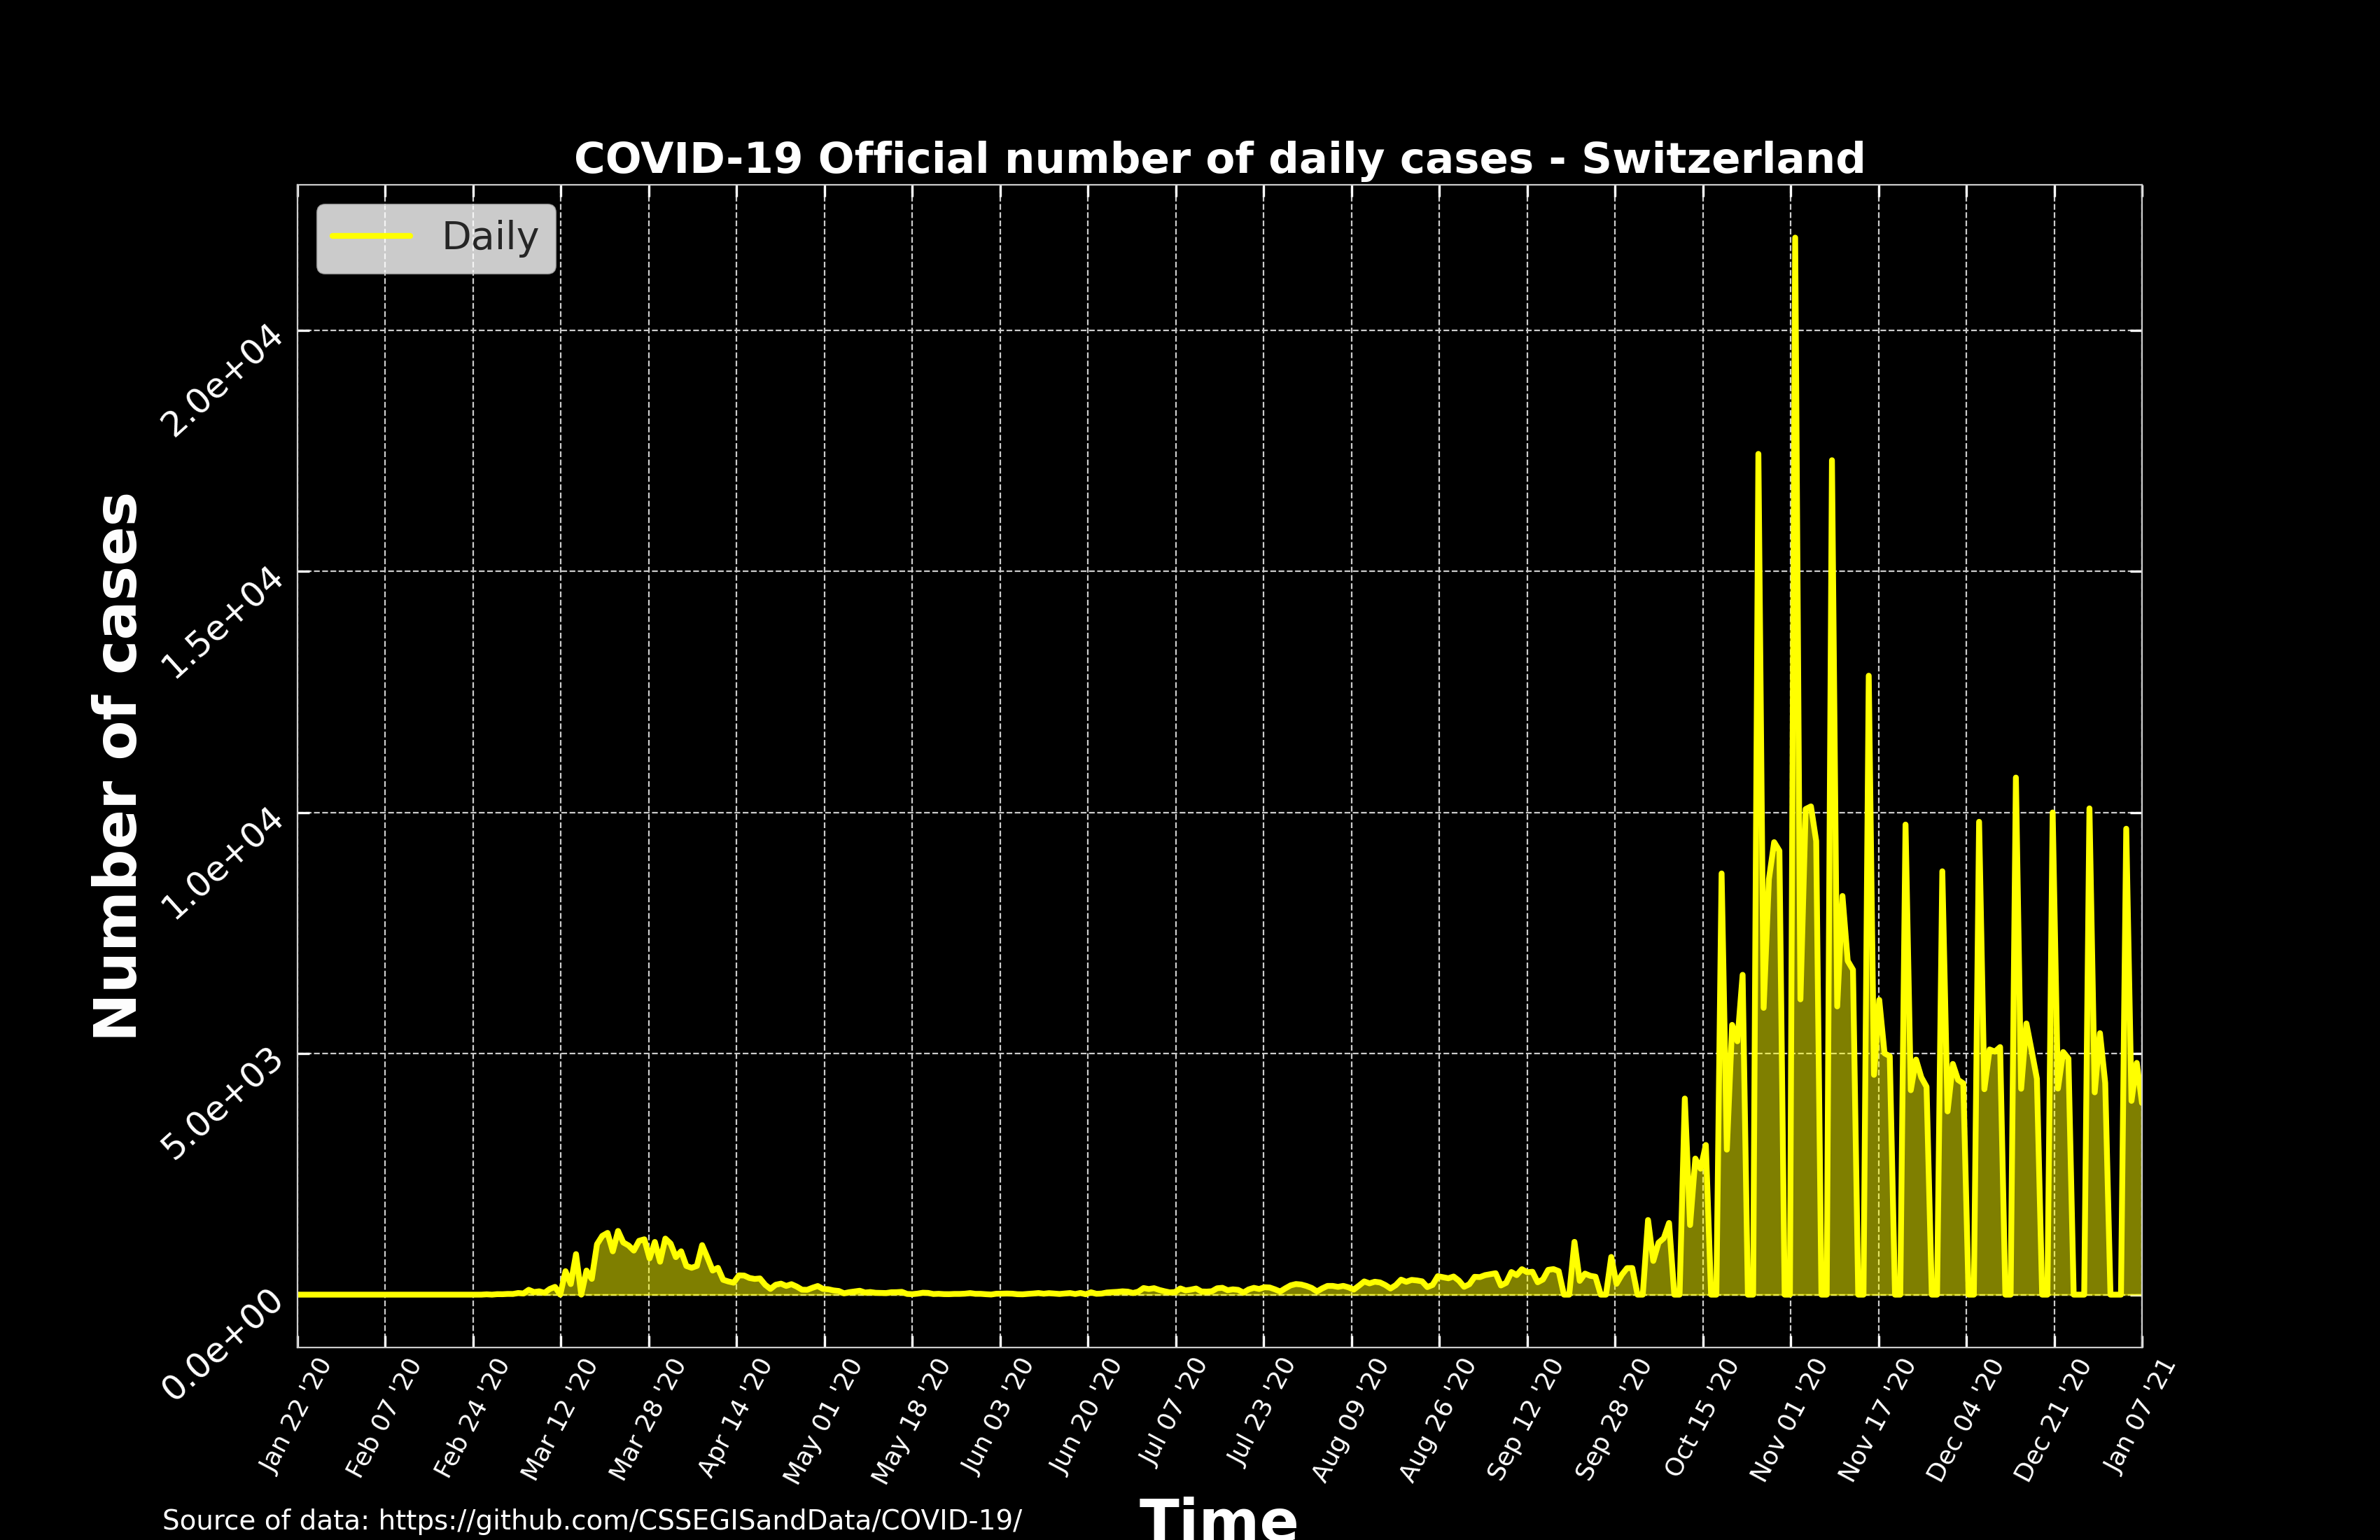 COVID-19 Official number of daily cases - Switzerland
Daily
Number of cases
2.0e+04
1.5e+04
1.0e+04
5.0e+03
0.0e+00
Jan 22 '20
Feb 07 '20
Feb 24 '20
Mar 12 '20
Mar 28 '20
Apr 14 '20
May 01 '20
May 18 '20
Jun 03 '20
Jun 20 '20
Jul 07 '20
Jul 23 '20
Aug 09 '20
Aug 26 '20
Sep 12 '20
Sep 28 '20
Oct 15 '20
Nov 01 '20
Nov 17 '20
Dec 04 '20
Dec 21 '20
Jan 07 '21
Time
Source of data: https://github.com/CSSEGISandData/COVID-19/